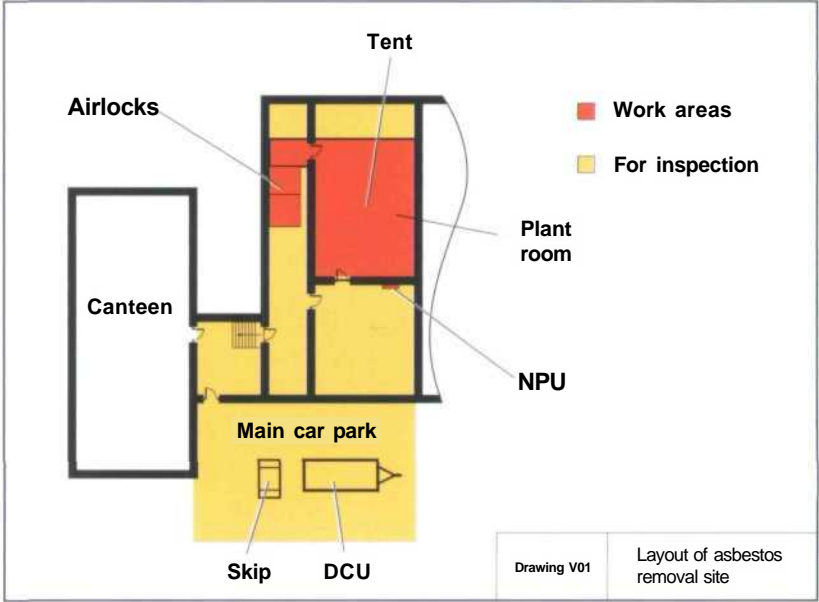 Tent
Airlocks
Work areas
For inspection
Plant
room
Canteen
NPU
Main car park
Skip
DCU
Drawing V01
Layout of asbestos
removal site